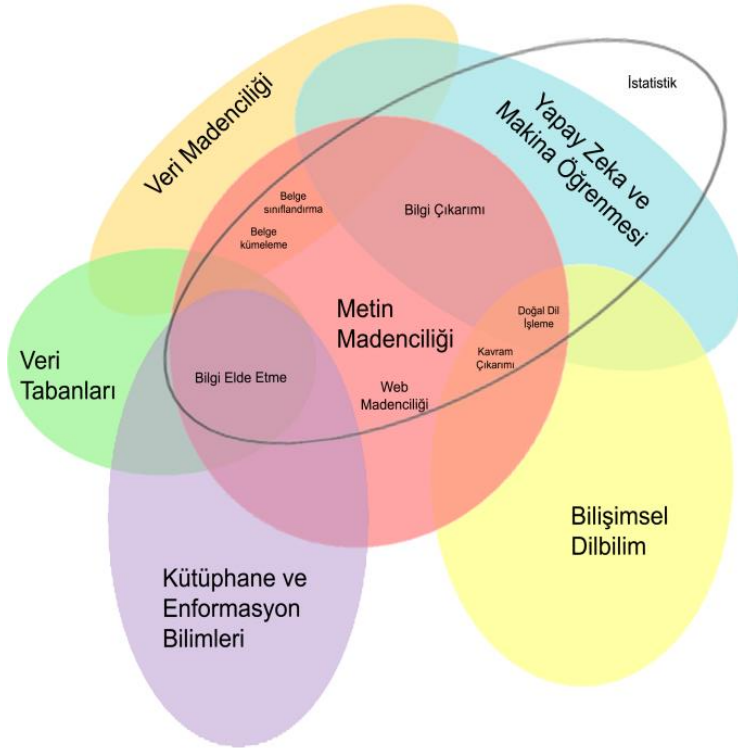 İstatistik
Veri Madenciliği
Yapay Zeka ve
Makina Öğrenmesi
Belge
sınıflandırma
Belge
kümeleme
Bilgi Çıkarımı
Metin
Madenciliği
Doğal Dil
İşleme
Kavram
Çıkarımı
Veri
Tabanları
Bilgi Elde Etme
Web
Madenciliği
Bilişimsel
Dilbilim
Kütüphane ve
Enformasyon
Bilimleri